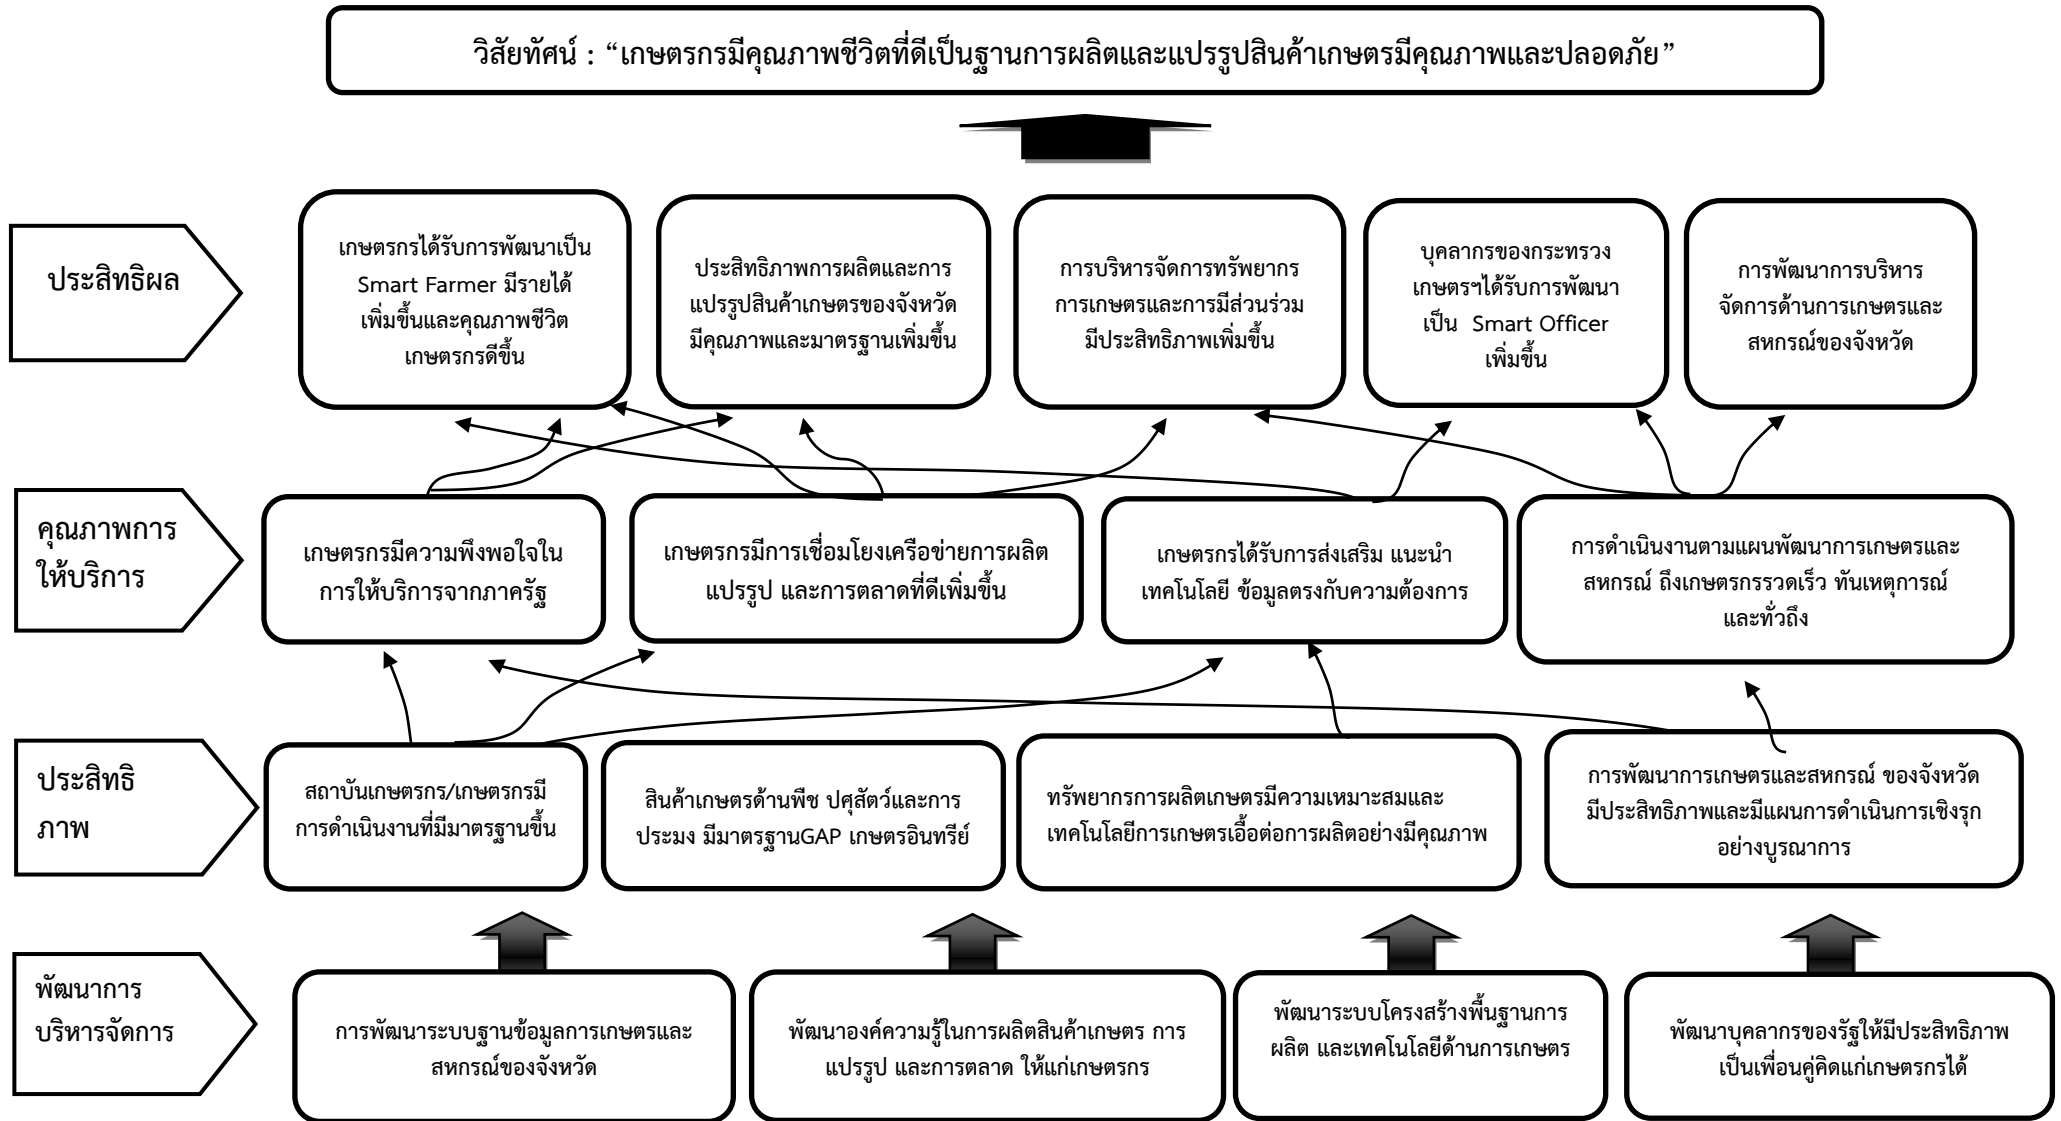 วิสัยทัศน์ : “เกษตรกรมีคุณภาพชีวิตที่ดีเป็นฐานการผลิตและแปรรูปสินค้าเกษตรมีคุณภาพและปลอดภัย”
ประสิทธิผล
เกษตรกรได้รับการพัฒนาเป็น
Smart Farmer มีรายได้
เพิ่มขึ้นและคุณภาพชีวิต
เกษตรกรดีขึ้น
ประสิทธิภาพการผลิตและการ
แปรรูปสินค้าเกษตรของจังหวัด
มีคุณภาพและมาตรฐานเพิ่มขึ้น
การบริหารจัดการทรัพยากร
การเกษตรและการมีส่วนร่วม
มีประสิทธิภาพเพิ่มขึ้น
บุคลากรของกระทรวง
เกษตรฯได้รับการพัฒนา
เป็น Smart Officer
เพิ่มขึ้น
การพัฒนาการบริหาร
จัดการด้านการเกษตรและ
สหกรณ์ของจังหวัด
คุณภาพการ
ให้บริการ
เกษตรกรมีความพึงพอใจใน
การให้บริการจากภาครัฐ
เกษตรกรมีการเชื่อมโยงเครือข่ายการผลิต
แปรรูป และการตลาดที่ดีเพิ่มขึ้น
เกษตรกรได้รับการส่งเสริม แนะนำ
เทคโนโลยี ข้อมูลตรงกับความต้องการ
การดำเนินงานตามแผนพัฒนาการเกษตรและ
สหกรณ์ ถึงเกษตรกรรวดเร็ว ทันเหตุการณ์
และทั่วถึง
ประสิทธิ
ภาพ
สถาบันเกษตรกร/เกษตรกรมี
การดำเนินงานที่มีมาตรฐานขึ้น
สินค้าเกษตรด้านพืช ปศุสัตว์และการ
ประมง มีมาตรฐานGAP เกษตรอินทรีย์
ทรัพยากรการผลิตเกษตรมีความเหมาะสมและ
เทคโนโลยีการเกษตรเอื้อต่อการผลิตอย่างมีคุณภาพ
การพัฒนาการเกษตรและสหกรณ์ ของจังหวัด
มีประสิทธิภาพและมีแผนการดำเนินการเชิงรุก
อย่างบูรณาการ
พัฒนาการ
บริหารจัดการ
การพัฒนาระบบฐานข้อมูลการเกษตรและ
สหกรณ์ของจังหวัด
พัฒนาองค์ความรู้ในการผลิตสินค้าเกษตร การ
แปรรูป และการตลาด ให้แก่เกษตรกร
พัฒนาระบบโครงสร้างพื้นฐานการ
ผลิต และเทคโนโลยีด้านการเกษตร
พัฒนาบุคลากรของรัฐให้มีประสิทธิภาพ
เป็นเพื่อนคู่คิดแก่เกษตรกรได้